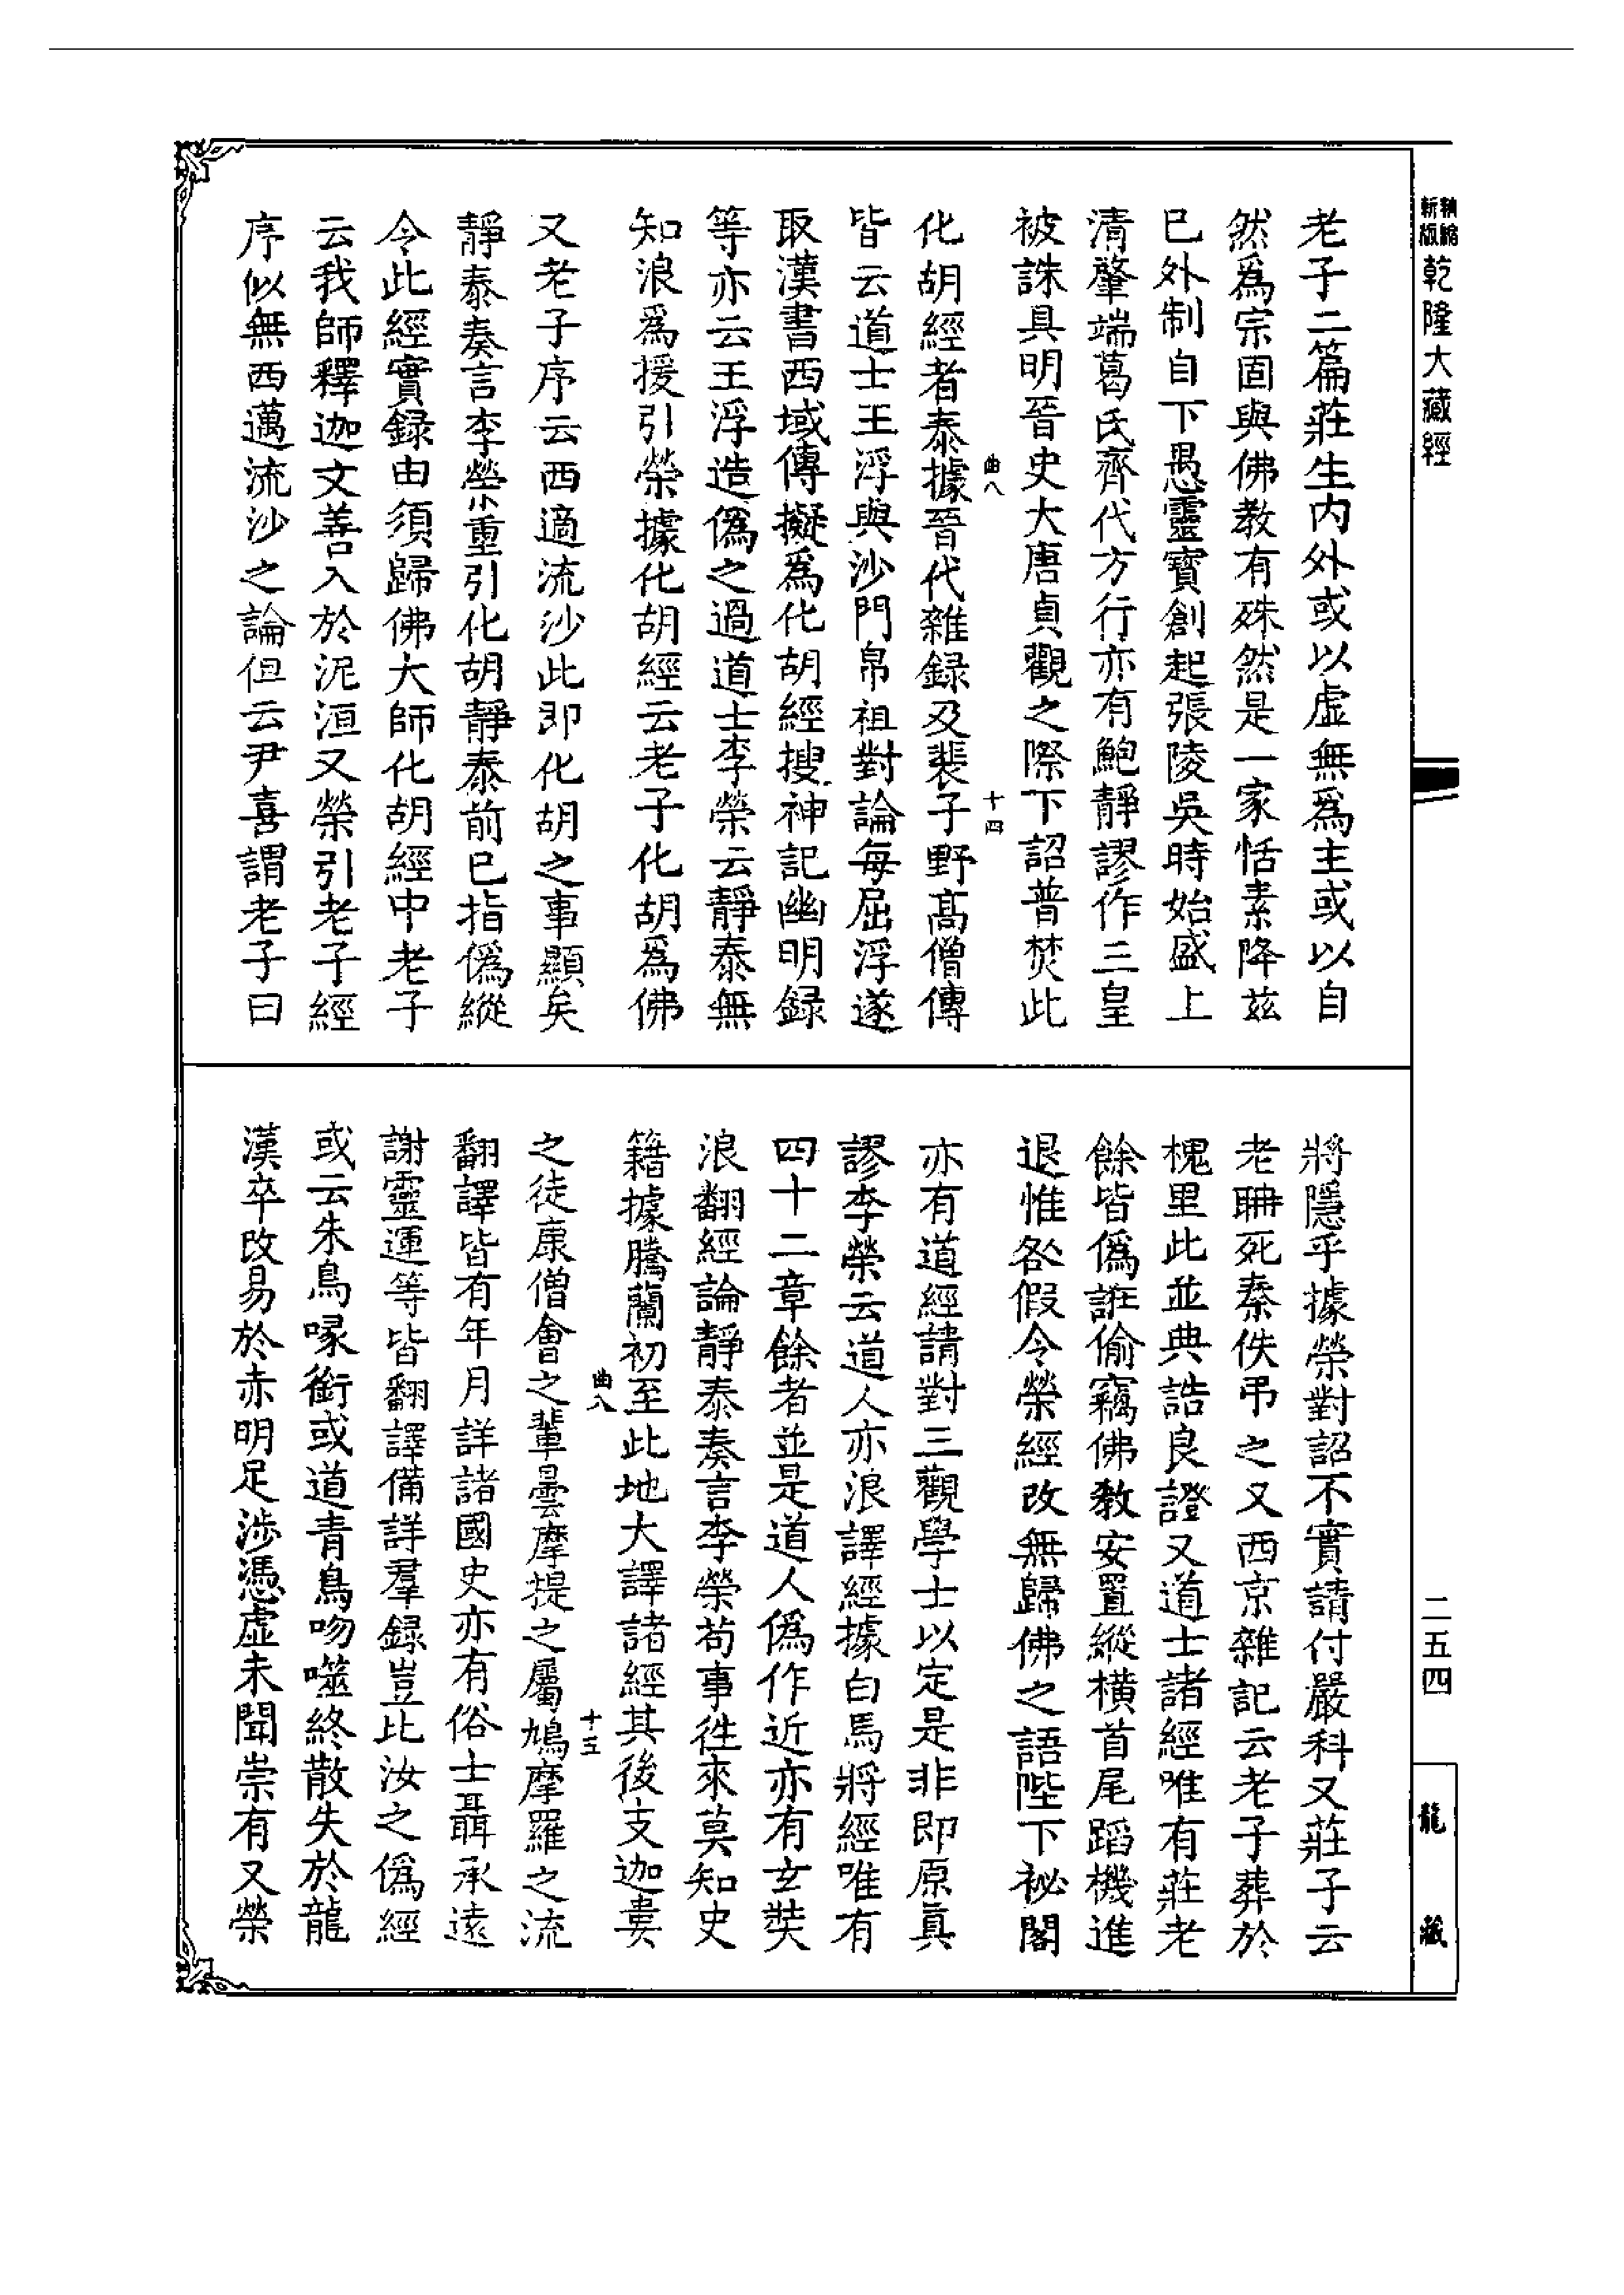 新版
軸縮
乾隆大藏經
老子二篇莊生内外或以虛無爲主或以自
然爲宗固與佛教有殊然是一家恬素降兹
已外制自下愚靈寶創起張陵吳時始盛上
清肇端葛氏齊代方行亦有鮑靜謬作三皇
被誅具明晉史大唐貞觀之際下詔普焚此
曲八
十四
化胡經者泰據晉代雜録及裴子野髙僧傳
皆云道士王浮與沙門帛祖對論每屈浮遂
取漢書西域傳擬爲化胡經搜神記幽明録
等亦云王浮造僞之過道士李榮云靜泰無
知浪爲援引榮據化胡經云老子化胡爲佛
又老子序云西適流沙此即化胡之事顯矣
靜泰奏言李榮重引化胡靜泰前已指僞縱
令此經實録由須歸佛大師化胡經中老子
云我師釋迦文善入於泥洹又榮引老子經
序似無西邁流沙之論但云尹喜謂老子曰
將隱乎據榮對詔不實請付嚴科又莊子云
老聃死秦佚弔之又西京雜記云老子葬於
槐里此並典誥良證又道士諸經唯有莊老
餘皆僞誑偷竊佛教安置縱橫首尾蹈機進
退惟咎假令榮經改無歸佛之語陛下祕閣
亦有道經請對三觀學士以定是非即原眞
謬李榮云道人亦浪譯經據白馬將經唯有
四十二章餘者並是道人僞作近亦有玄奘
浪翻經論靜泰奏言李榮苟事徃來莫知史
籍據騰蘭初至此地大譯諸經其後支迦婁
曲八
十五
之徒康僧會之輩曇摩提之屬鳩摩羅之流
翻譯皆有年月詳諸國史亦有俗士聶承遠
謝靈運等皆翻譯備詳羣録豈比汝之僞經
或云朱鳥㖨銜或道青鳥吻噬終散失於龍
漢卒改易於赤明足涉憑虛未聞崇有又榮
二五四
龍藏